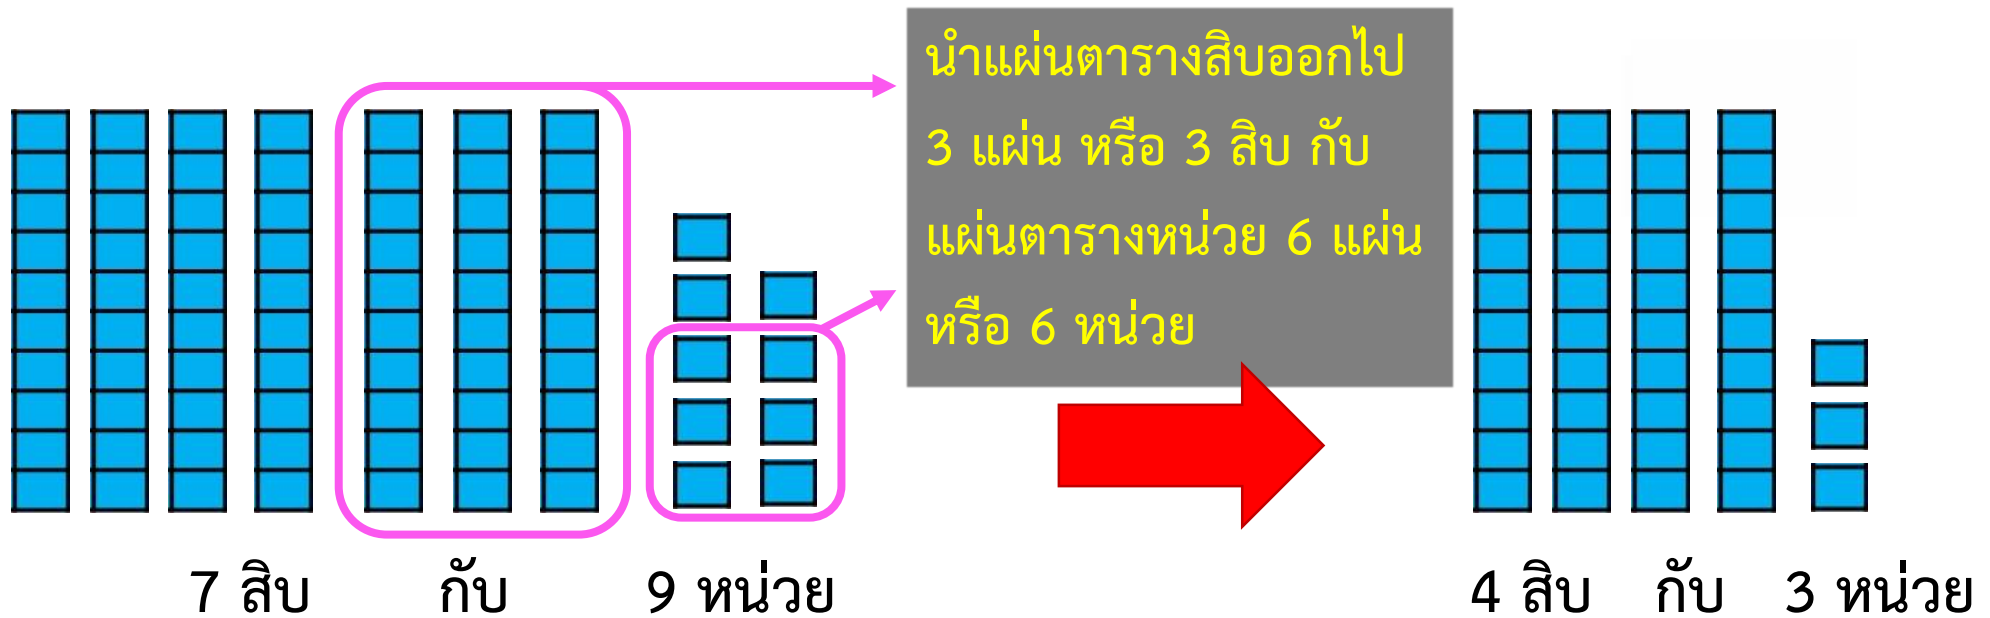 นำแผ่นตารางสิบออกไป
3 แผ่น หรือ 3 สิบ กับ
แผ่นตารางหน่วย 6 แผ่น
หรือ 6 หน่วย
7 สิบ กับ 9 หน่วย
4 สิบ กับ 3 หน่วย